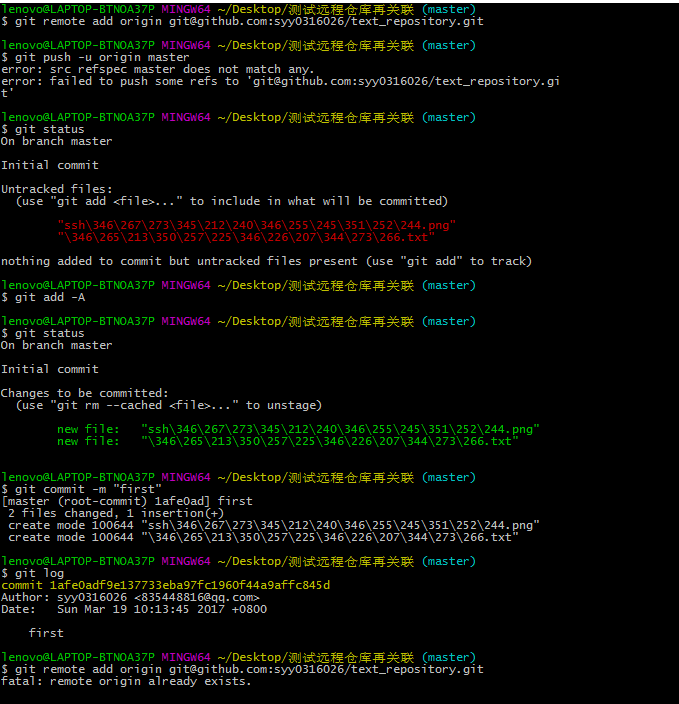 lenovo@LAPTOP-BTNOA37P MINGW64 ~/Desktop/测试远程仓库再关联 (master)
$ git remote add origin git@github.com:syy0316026/text_repository.git
lenovo@LAPTOP-BTNOA37P MINGW64 ~/Desktop/测试远程仓库再关联 (master)
$ git push -u origin master
error: src refspec master does not match any.
error: failed to push some refs to 'git@github.com:syy0316026/text_repository.gi
t'
lenovo@LAPTOP-BTNOA37P MINGW64 ~/Desktop/测试远程仓库再关联 (master)
$ git status
On branch master
Initial commit
Untracked files:
  (use "git add <file>..." to include in what will be committed)
        "ssh\346\267\273\345\212\240\346\255\245\351\252\244.png"
        "\346\265\213\350\257\225\346\226\207\344\273\266.txt"
nothing added to commit but untracked files present (use "git add" to track)
lenovo@LAPTOP-BTNOA37P MINGW64 ~/Desktop/测试远程仓库再关联 (master)
$ git add -A
lenovo@LAPTOP-BTNOA37P MINGW64 ~/Desktop/测试远程仓库再关联 (master)
$ git status
On branch master
Initial commit
Changes to be committed:
  (use "git rm --cached <file>..." to unstage)
        new file:   "ssh\346\267\273\345\212\240\346\255\245\351\252\244.png"
        new file:   "\346\265\213\350\257\225\346\226\207\344\273\266.txt"
lenovo@LAPTOP-BTNOA37P MINGW64 ~/Desktop/测试远程仓库再关联 (master)
$ git commit -m "first"
[master (root-commit) 1afe0ad] first
 2 files changed, 1 insertion(+)
 create mode 100644 "ssh\346\267\273\345\212\240\346\255\245\351\252\244.png"
 create mode 100644 "\346\265\213\350\257\225\346\226\207\344\273\266.txt"
lenovo@LAPTOP-BTNOA37P MINGW64 ~/Desktop/测试远程仓库再关联 (master)
$ git log
commit 1afe0adf9e137733eba97fc1960f44a9affc845d
Author: syy0316026 <835448816@qq.com>
Date:   Sun Mar 19 10:13:45 2017 +0800
    first
lenovo@LAPTOP-BTNOA37P MINGW64 ~/Desktop/测试远程仓库再关联 (master)
$ git remote add origin git@github.com:syy0316026/text_repository.git
fatal: remote origin already exists.